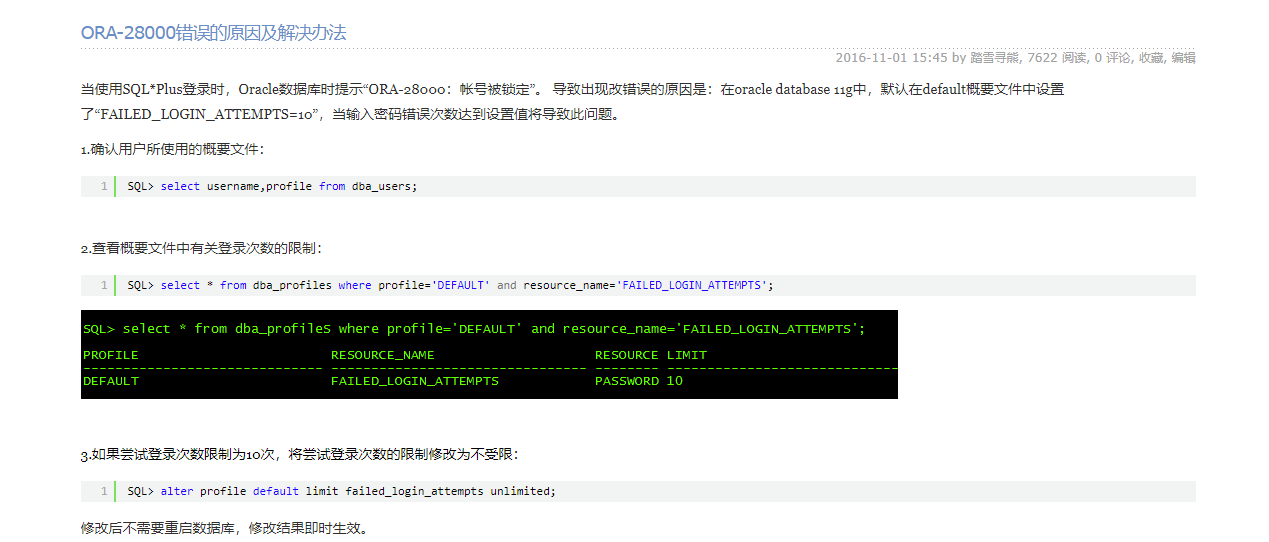 ORA-28000错误的原因及解决办法
2016-11-01 15:45 by 踏雪寻熊, 7622 阅读, 0 评论, 收藏, 编辑
当使用SQL*Plus登录时，Oracle数据库时提示“ORA-28000：帐号被锁定”。 导致出现改错误的原因是：在oracle database 11g中，默认在default概要文件中设置
了“FAILED_LOGIN_ATTEMPTS=10”，当输入密码错误次数达到设置值将导致此问题。
1.确认用户所使用的概要文件：
1 SQL> select username,profile from dba_users;
2.查看概要文件中有关登录次数的限制：
1 SQL> select * from dba_profiles where profile='DEFAULT' and resource_name='FAILED_LOGIN_ATTEMPTS';
SQL> select * from dba_profileS where profile='DEFAULT' and resource_name='FAILED_LOGIN_ATTEMPTS';
PROFILE RESOURCE_NAME RESOURCE LIMIT
------------------------------ -------------------------------- -------- -----------------------------
DEFAULT FAILED_LOGIN_ATTEMPTS PASSWORD 10
3.如果尝试登录次数限制为10次，将尝试登录次数的限制修改为不受限：
1 SQL> alter profile default limit failed_login_attempts unlimited;
修改后不需要重启数据库，修改结果即时生效。